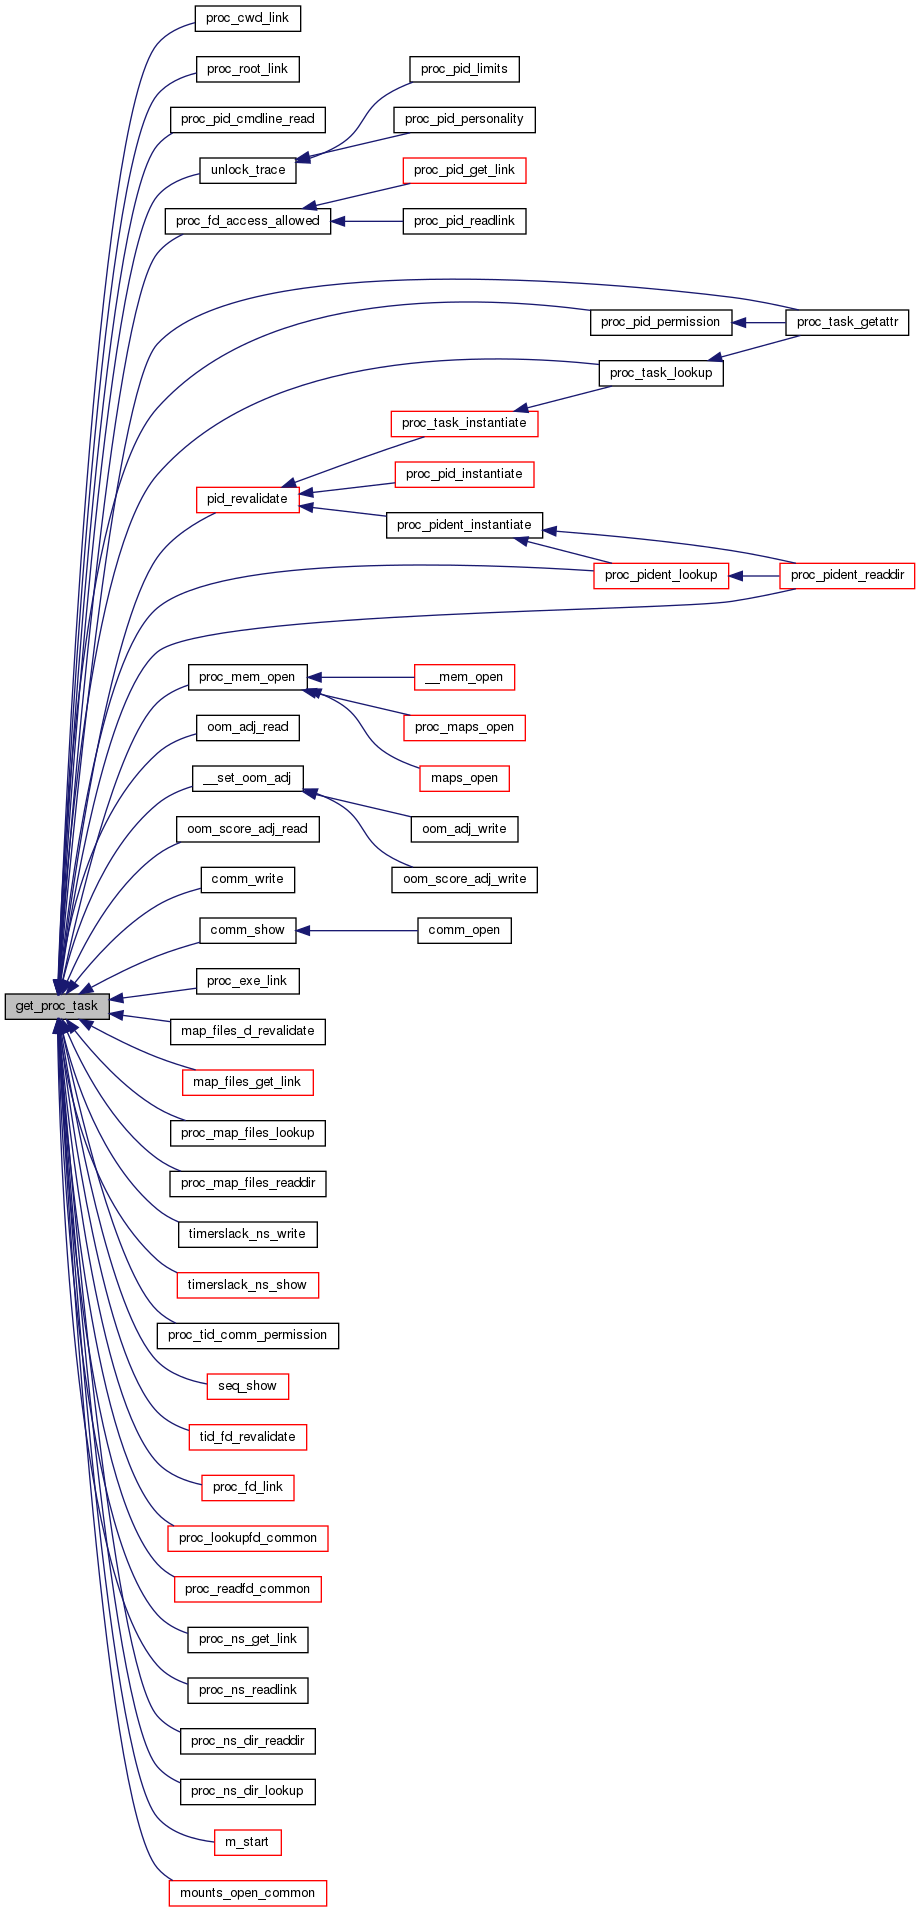 proc_cwd_link
proc_root_link
proc_pid_limits
proc_pid_cmdline_read
proc_pid_personality
unlock_trace
proc_pid_get_link
proc_fd_access_allowed
proc_pid_readlink
proc_pid_permission
proc_task_getattr
proc_task_lookup
proc_task_instantiate
proc_pid_instantiate
pid_revalidate
proc_pident_instantiate
proc_pident_lookup
proc_pident_readdir
proc_mem_open
__mem_open
oom_adj_read
proc_maps_open
__set_oom_adj
maps_open
oom_score_adj_read
oom_adj_write
comm_write
oom_score_adj_write
comm_show
comm_open
proc_exe_link
get_proc_task
map_files_d_revalidate
map_files_get_link
proc_map_files_lookup
proc_map_files_readdir
timerslack_ns_write
timerslack_ns_show
proc_tid_comm_permission
seq_show
tid_fd_revalidate
proc_fd_link
proc_lookupfd_common
proc_readfd_common
proc_ns_get_link
proc_ns_readlink
proc_ns_dir_readdir
proc_ns_dir_lookup
m_start
mounts_open_common